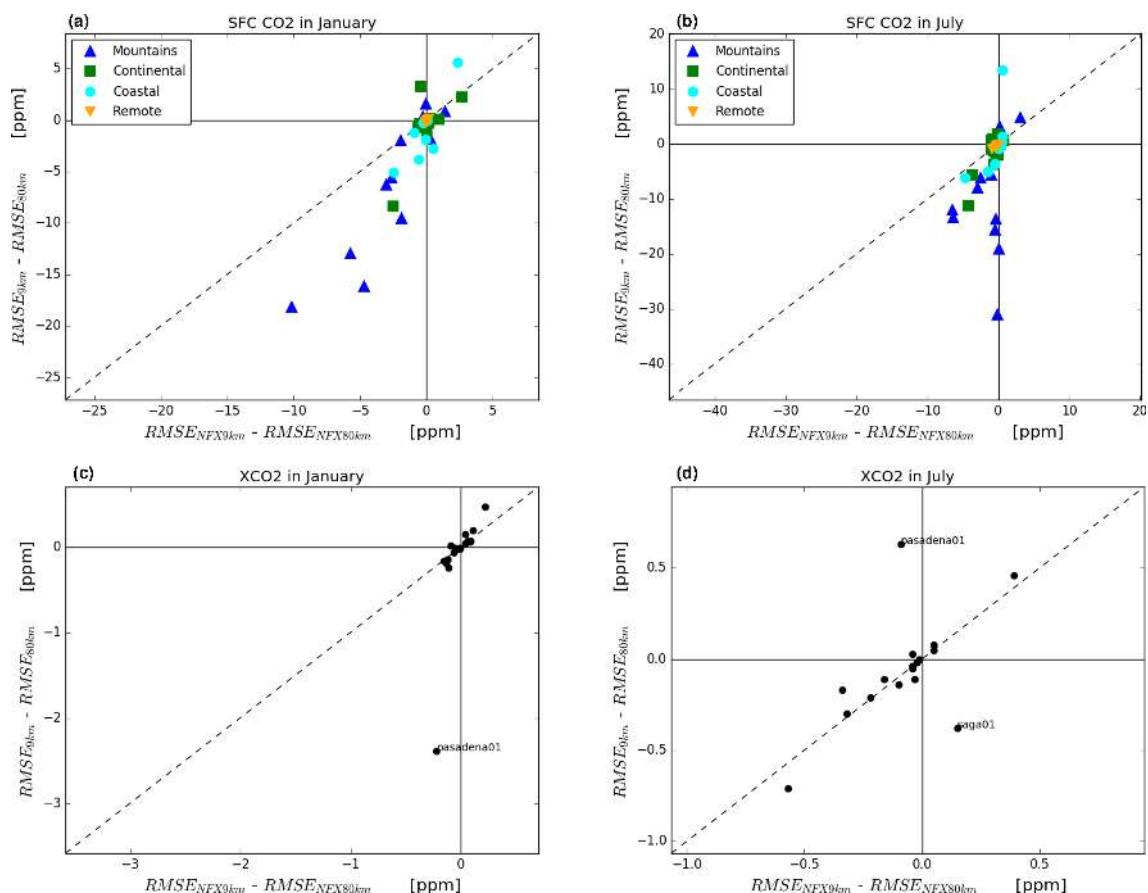 (a) SFC CO2 in January
Mountains
Continental
Coastal
Remote
5
0
−5
−10
−15
−20
−25
RMSE9km - RMSE80km [ppm]
−25 −20 −15 −10 −5 0 5
RMSENFX9km - RMSENFX80km [ppm]
(b) SFC CO2 in July
Mountains
Continental
Coastal
Remote
20
10
0
−10
−20
−30
−40
RMSE9km - RMSE80km [ppm]
−40 −30 −20 −10 0 10 20
RMSENFX9km - RMSENFX80km [ppm]
(c) XCO2 in January
0
−1
−2
−3
RMSE9km - RMSE80km [ppm]
pasadena01
−3 −2 −1 0
RMSENFX9km - RMSENFX80km [ppm]
(d) XCO2 in July
pasadena01
0.5
0.0
−0.5
−1.0
RMSE9km - RMSE80km [ppm]
saga01
−1.0 −0.5 0.0 0.5
RMSENFX9km - RMSENFX80km [ppm]